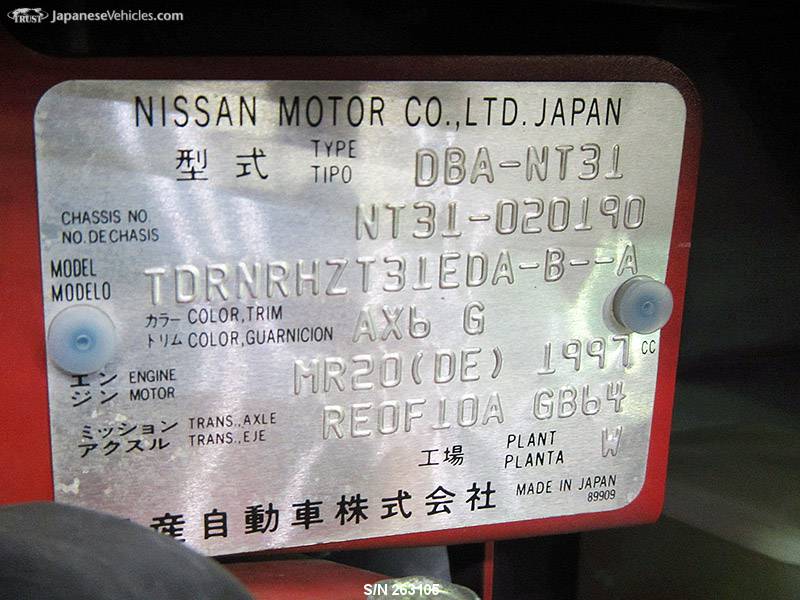 TRUST JapaneseVehicles.com
NISSAN MOTOR CO.,LTD. JAPAN
型式 TYPE TIPO DBA-NT31
CHASSIS NO. NO.DE CHASIS NT31-020190
MODEL MODELO TDRNRHZT31EDA-B--A
カラー COLOR,TRIM
トリム COLOR,GUARNICION AX6 G
エン ENGINE
ジン MOTOR MR20(DE) 1997 CC
ミッション TRANS.,AXLE
アクスル TRANS.,EJE RE0F10A GB64
工場 PLANT PLANTA W
産自動車株式会社 MADE IN JAPAN
89909
S/N 263105